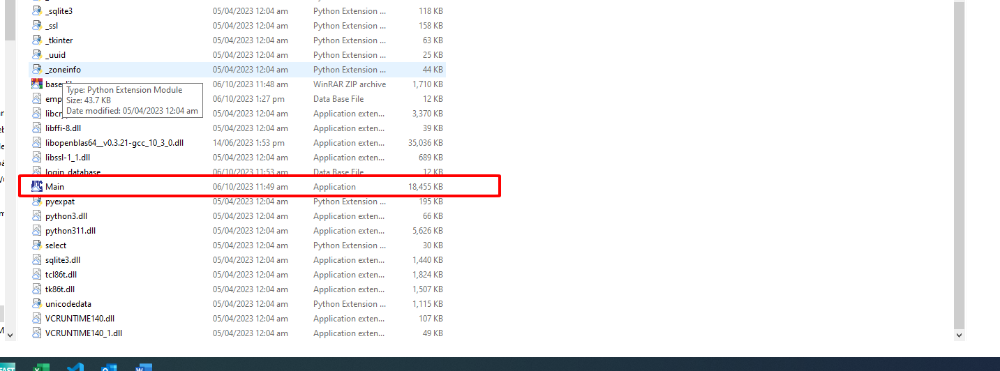 _sqlite3 05/04/2023 12:04 am Python Extension ... 118 KB
_ssl 05/04/2023 12:04 am Python Extension ... 158 KB
_tkinter 05/04/2023 12:04 am Python Extension ... 63 KB
_uuid 05/04/2023 12:04 am Python Extension ... 25 KB
_zoneinfo 05/04/2023 12:04 am Python Extension ... 44 KB
06/10/2023 11:48 am WinRAR ZIP archive 1,710 KB
Type: Python Extension Module
06/10/2023 1:27 pm Data Base File 12 KB
Size: 43.7 KB
Date modified: 05/04/2023 12:04 am
05/04/2023 12:04 am Application exten... 3,370 KB
libffi-8.dll 05/04/2023 12:04 am Application exten... 39 KB
libopenblas64__v0.3.21-gcc_10_3_0.dll 14/06/2023 1:53 pm Application exten... 35,036 KB
libssl-1_1.dll 05/04/2023 12:04 am Application exten... 689 KB
login_database 06/10/2023 11:53 am Data Base File 12 KB
Main 06/10/2023 11:49 am Application 18,455 KB
pyexpat 05/04/2023 12:04 am Python Extension ... 195 KB
python3.dll 05/04/2023 12:04 am Application exten... 66 KB
python311.dll 05/04/2023 12:04 am Application exten... 5,626 KB
select 05/04/2023 12:04 am Python Extension ... 30 KB
sqlite3.dll 05/04/2023 12:04 am Application exten... 1,440 KB
tcl86t.dll 05/04/2023 12:04 am Application exten... 1,824 KB
tk86t.dll 05/04/2023 12:04 am Application exten... 1,507 KB
unicodedata 05/04/2023 12:04 am Python Extension ... 1,115 KB
VCRUNTIME140.dll 05/04/2023 12:04 am Application exten... 107 KB
VCRUNTIME140_1.dll 05/04/2023 12:04 am Application exten... 49 KB